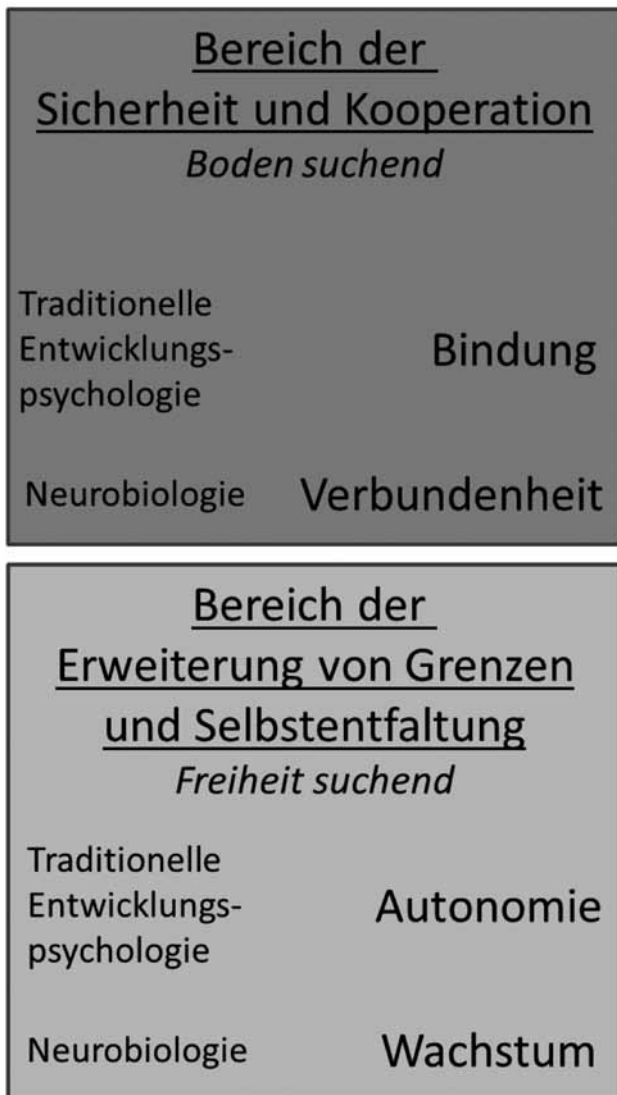 Bereich der
Sicherheit und Kooperation
Boden suchend
Traditionelle
Entwicklungs-
psychologie
Bindung
Neurobiologie Verbundenheit
Bereich der
Erweiterung von Grenzen
und Selbstentfaltung
Freiheit suchend
Traditionelle
Entwicklungs-
psychologie
Autonomie
Neurobiologie Wachstum